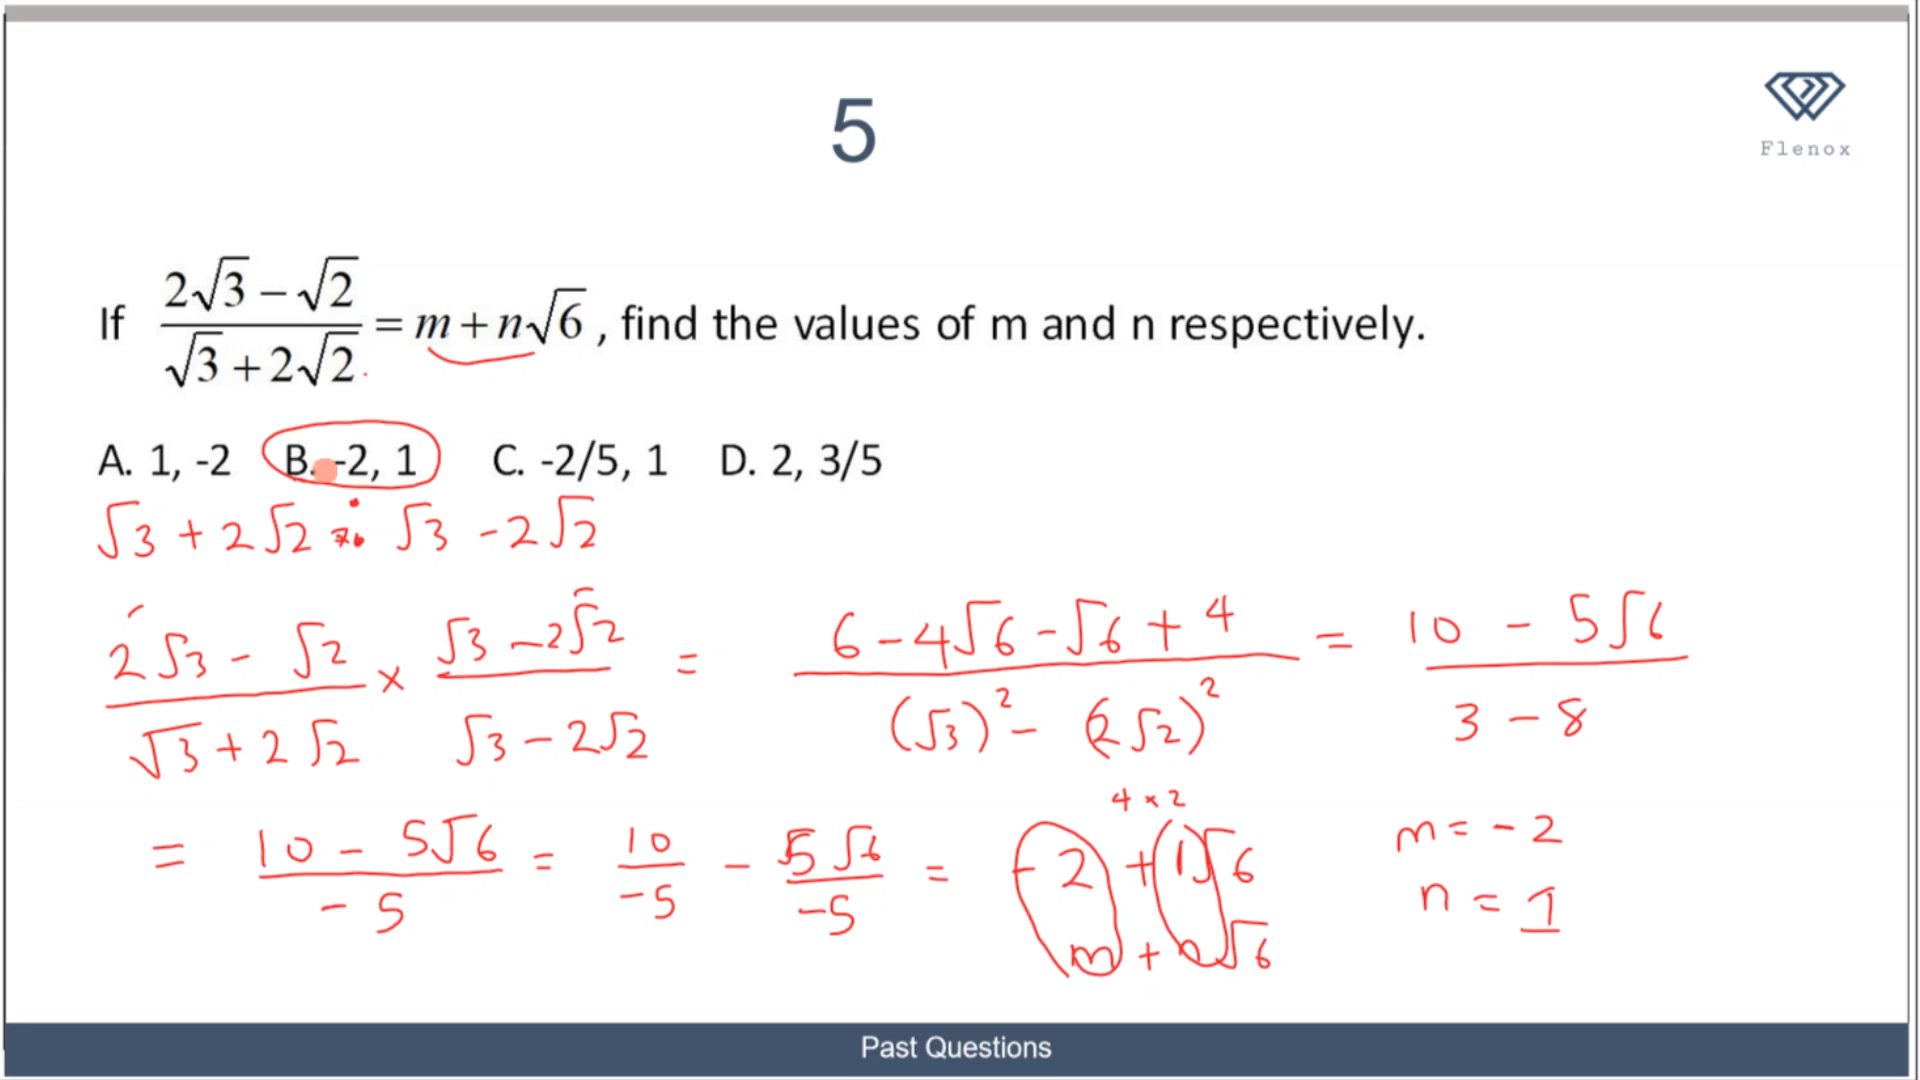 5
Flenox
If (2√3 − √2)/(√3 + 2√2) = m + n√6 , find the values of m and n respectively.
A. 1, -2 B. -2, 1 C. -2/5, 1 D. 2, 3/5
√3 + 2√2 √3 - 2√2
(2√3 - √2)/(√3 + 2√2) × (√3 - 2√2)/(√3 - 2√2) = (6 - 4√6 - √6 + 4)/((√3)² - (2√2)²) = (10 - 5√6)/(3 - 8)
4 × 2
= (10 - 5√6)/(-5) = 10/(-5) - 5√6/(-5) = -2 + (1)√6
m = -2
m + n√6
n = 1
Past Questions